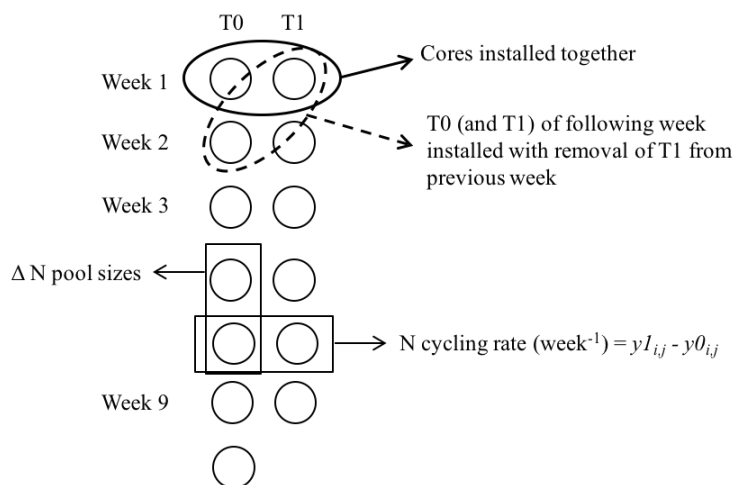 T0 T1
Cores installed together
Week 1
T0 (and T1) of following week
Week 2
installed with removal of T1 from
previous week
Week 3
Δ N pool sizes
N cycling rate (week⁻¹) = y1i,j - y0i,j
Week 9